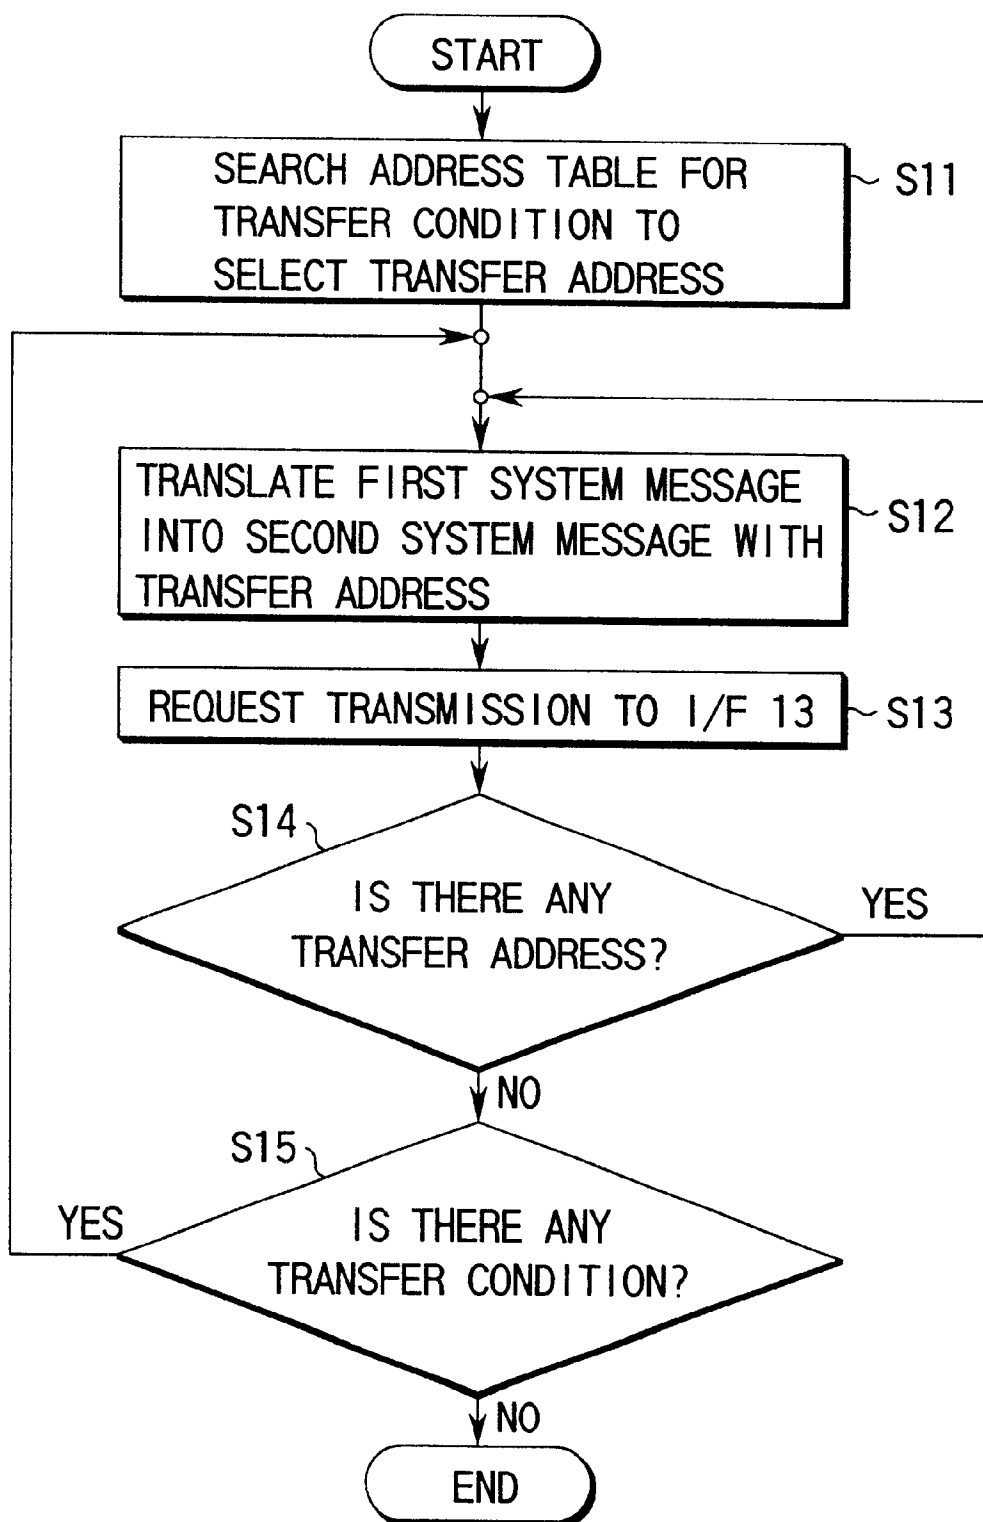 START
SEARCH ADDRESS TABLE FOR
TRANSFER CONDITION TO
SELECT TRANSFER ADDRESS
S11
TRANSLATE FIRST SYSTEM MESSAGE
INTO SECOND SYSTEM MESSAGE WITH
TRANSFER ADDRESS
S12
REQUEST TRANSMISSION TO I/F 13
S13
S14
IS THERE ANY
TRANSFER ADDRESS?
YES
NO
S15
IS THERE ANY
TRANSFER CONDITION?
YES
NO
END